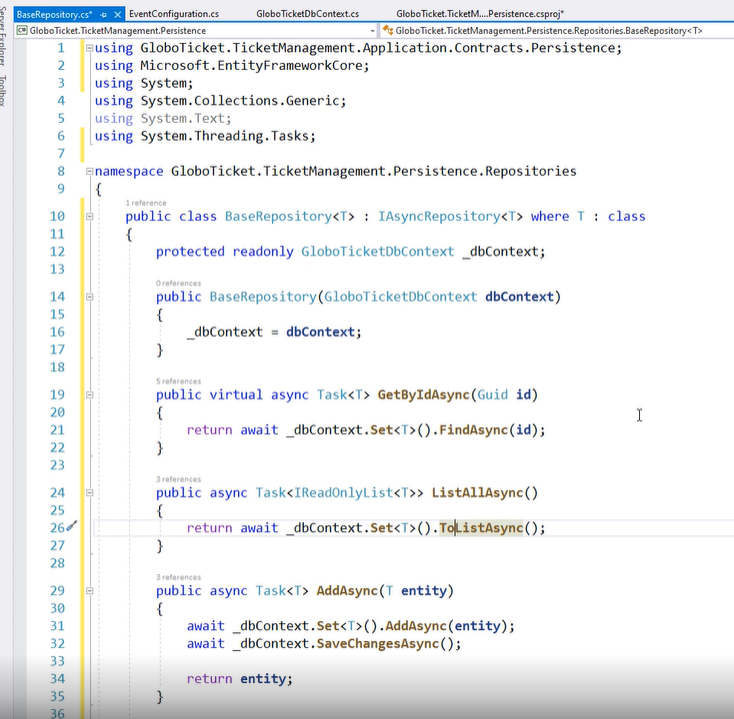 Server Explorer
Toolbox
BaseRepository.cs* EventConfiguration.cs GloboTicketDbContext.cs GloboTicket.TicketM....Persistence.csproj*
C# GloboTicket.TicketManagement.Persistence GloboTicket.TicketManagement.Persistence.Repositories.BaseRepository<T>
1 using GloboTicket.TicketManagement.Application.Contracts.Persistence;
2 using Microsoft.EntityFrameworkCore;
3 using System;
4 using System.Collections.Generic;
5 using System.Text;
6 using System.Threading.Tasks;
7
8 namespace GloboTicket.TicketManagement.Persistence.Repositories
9 {
1 reference
10 public class BaseRepository<T> : IAsyncRepository<T> where T : class
11 {
12 protected readonly GloboTicketDbContext _dbContext;
13
0 references
14 public BaseRepository(GloboTicketDbContext dbContext)
15 {
16 _dbContext = dbContext;
17 }
18
5 references
19 public virtual async Task<T> GetByIdAsync(Guid id)
20 {
21 return await _dbContext.Set<T>().FindAsync(id);
22 }
23
3 references
24 public async Task<IReadOnlyList<T>> ListAllAsync()
25 {
26 return await _dbContext.Set<T>().ToListAsync();
27 }
28
3 references
29 public async Task<T> AddAsync(T entity)
30 {
31 await _dbContext.Set<T>().AddAsync(entity);
32 await _dbContext.SaveChangesAsync();
33
34 return entity;
35 }
36